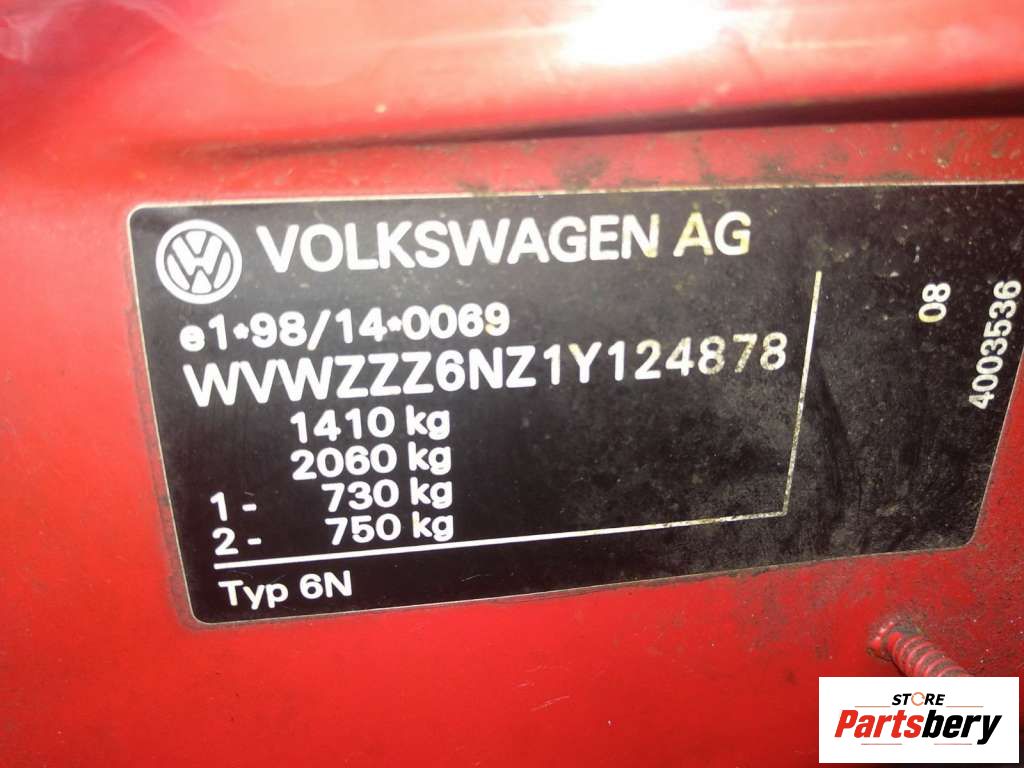 VOLKSWAGEN AG
e1*98/14*0069
WVWZZZ6NZ1Y124878
1410 kg
2060 kg
1- 730 kg
2- 750 kg
Typ 6N
08
4003536
STORE
Partsbery